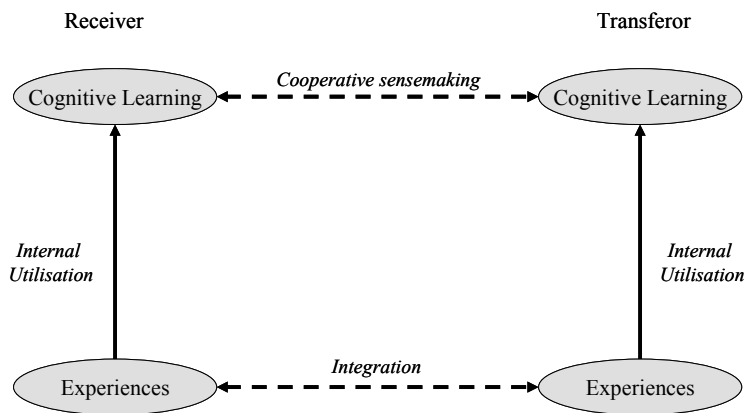 Receiver
Transferor
Cooperative sensemaking
Cognitive Learning
Cognitive Learning
Internal
Utilisation
Internal
Utilisation
Integration
Experiences
Experiences